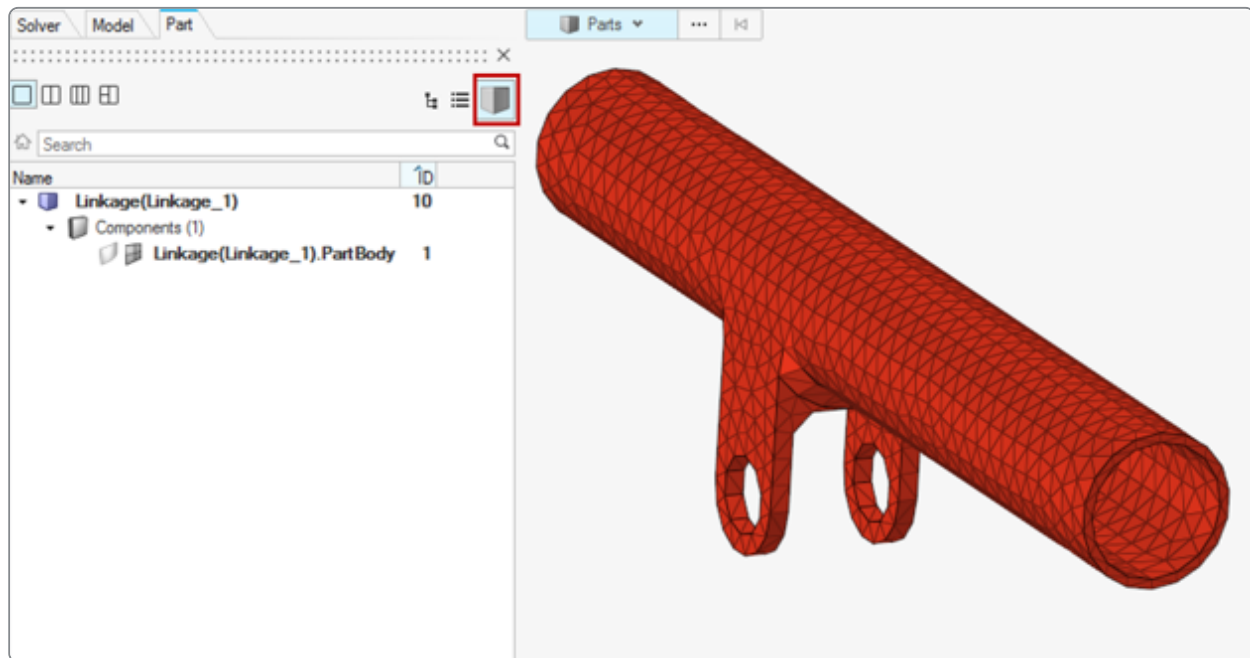 Solver Model Part
Parts
Search
Name ID
Linkage(Linkage_1) 10
Components (1)
Linkage(Linkage_1).PartBody 1